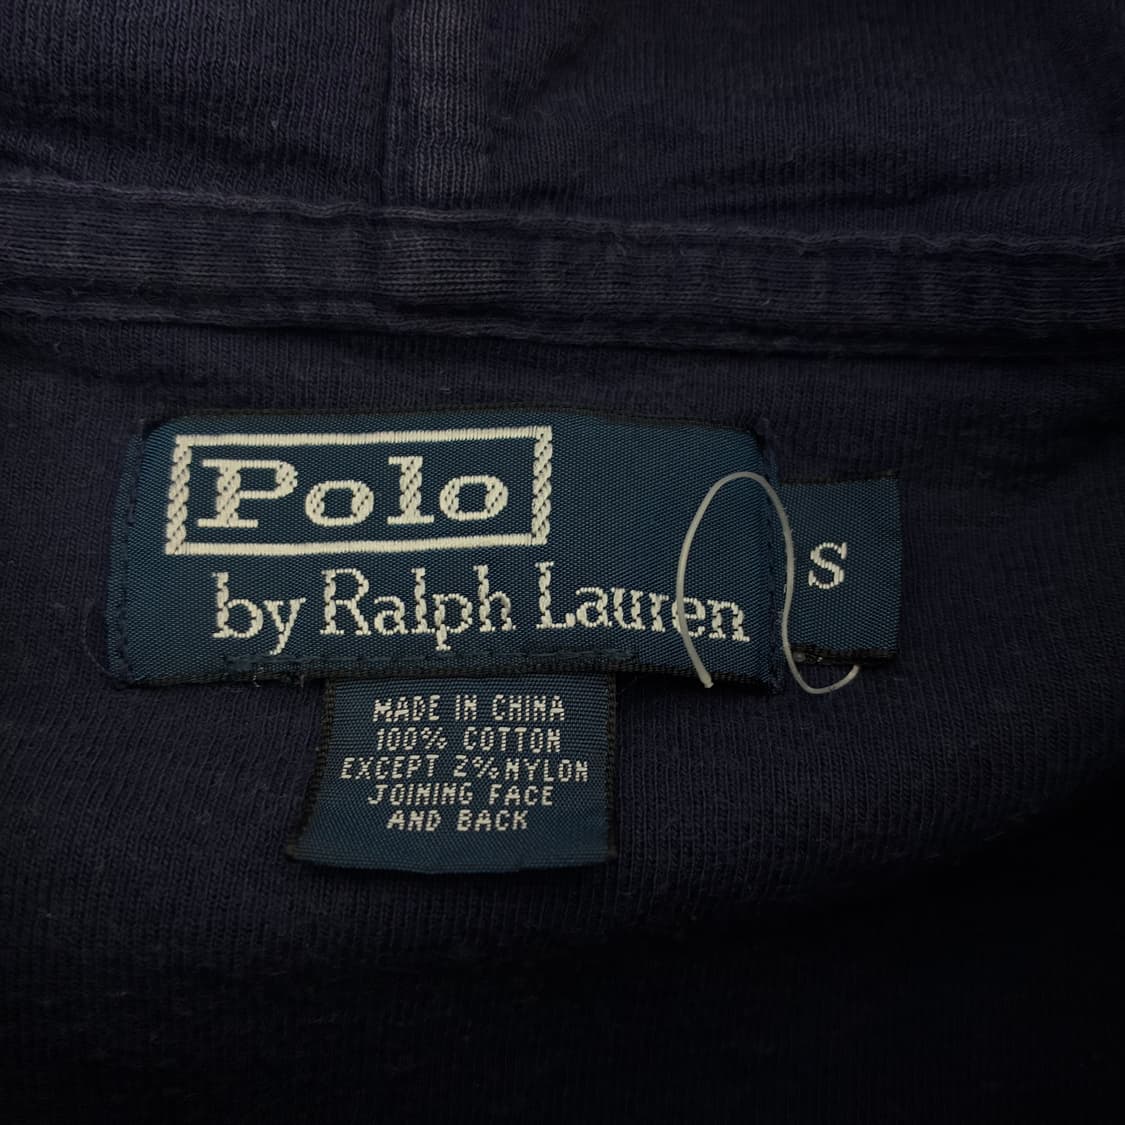 Polo
by Ralph Lauren
S
MADE IN CHINA
100% COTTON
EXCEPT 2% NYLON
JOINING FACE
AND BACK